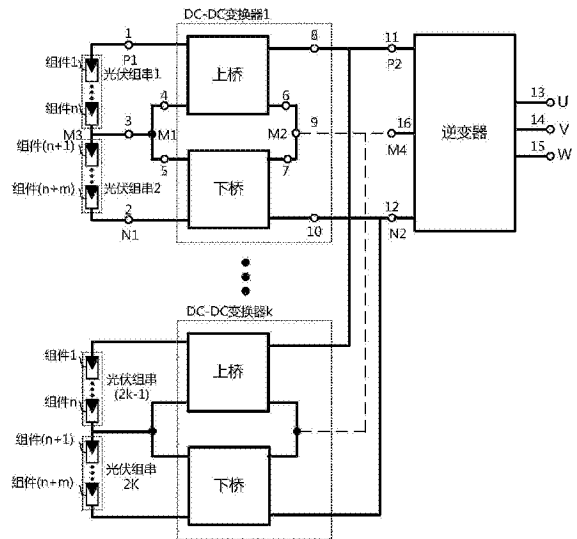 DC-DC变换器1
1
P1
组件1
光伏组串1
组件n
上桥
8
11
P2
4
6
M3
3
M1
M2
9
16
M4
逆变器
13
U
14
V
15
W
组件(n+1)
5
7
组件(n+m)
光伏组串2
下桥
2
N1
10
12
N2
DC-DC变换器k
组件1
光伏组串
(2k-1)
组件n
上桥
组件(n+1)
光伏组串
2K
组件(n+m)
下桥